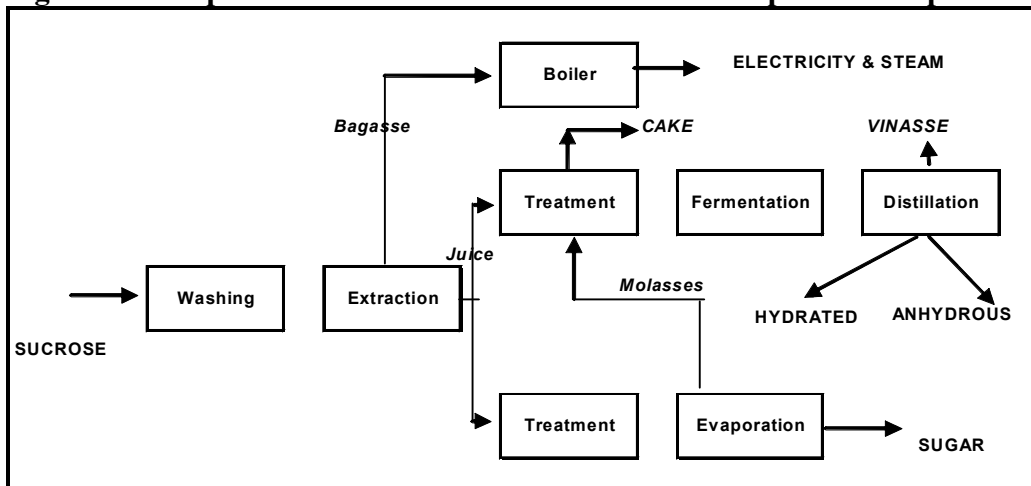 Boiler
ELECTRICITY & STEAM
Bagasse
CAKE
VINASSE
Treatment
Fermentation
Distillation
Juice
Washing
Extraction
Molasses
HYDRATED
ANHYDROUS
SUCROSE
Treatment
Evaporation
SUGAR